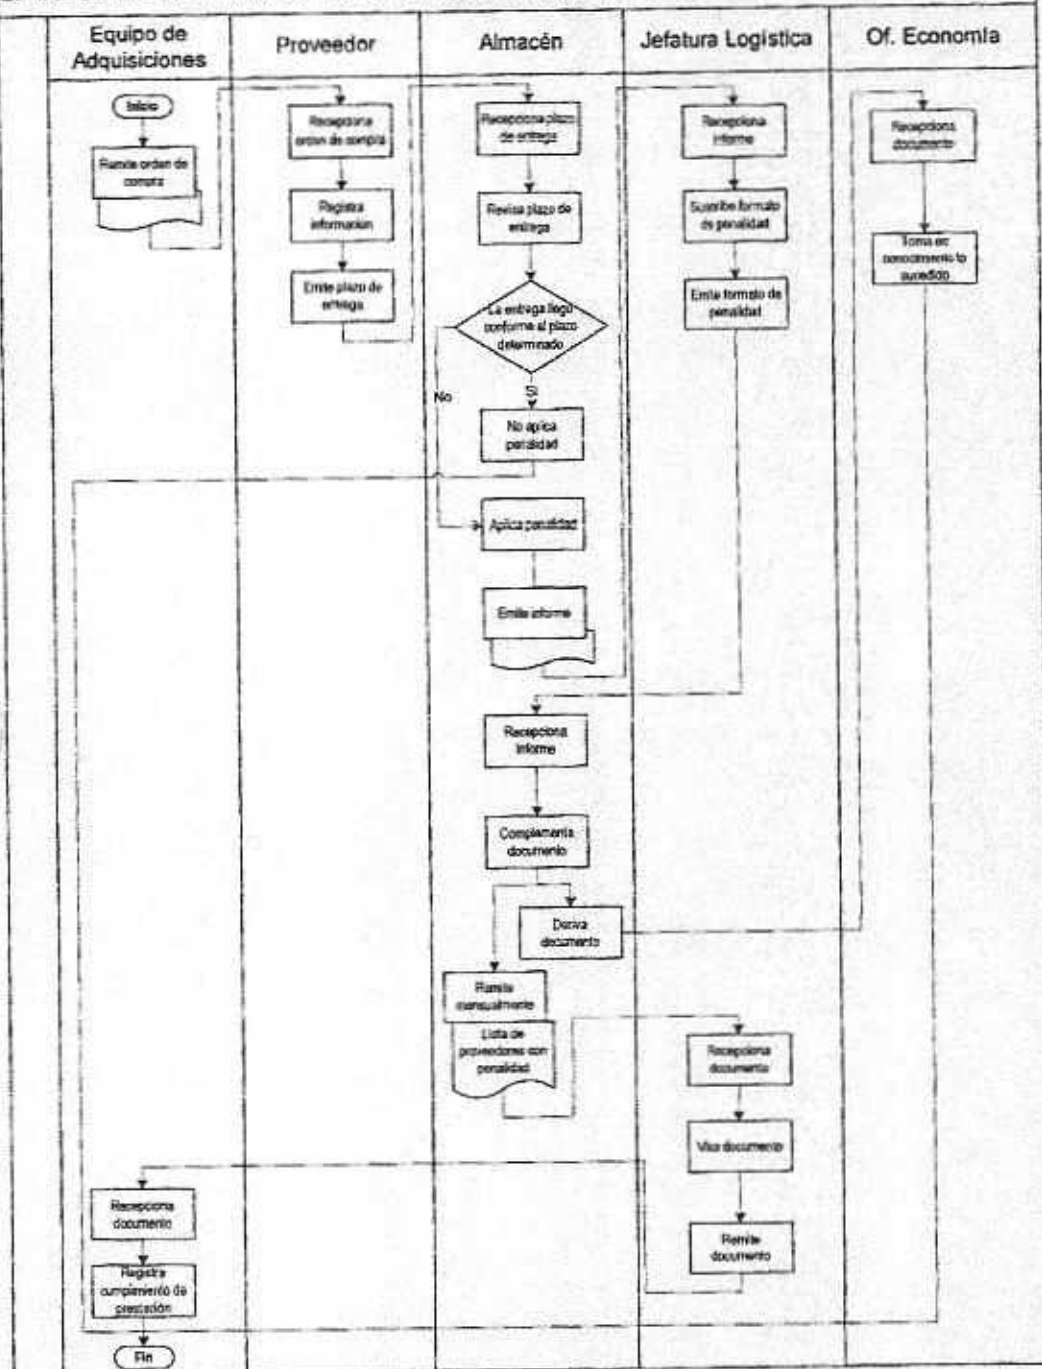 Equipo de
Adquisiciones
Proveedor
Almacén
Jefatura Logística
Of. Economía
Inicio
Remite orden de
compra
Recepciona
orden de compra
Registra
información
Emite plazo de
entrega
Recepciona plazo
de entrega
Revisa plazo de
entrega
La entrega llegó
conforme al plazo
determinado
No
Si
No aplica
penalidad
Aplica penalidad
Emite informe
Recepciona
informe
Suscribe formato
de penalidad
Emite formato de
penalidad
Recepciona
documento
Toma en
conocimiento lo
sucedido
Recepciona
Informe
Complementa
documento
Deriva
documento
Remite
mensualmente
Lista de
proveedores con
penalidad
Recepciona
documento
Visa documento
Remite
documento
Recepciona
documento
Registra
cumplimiento de
prestación
Fin